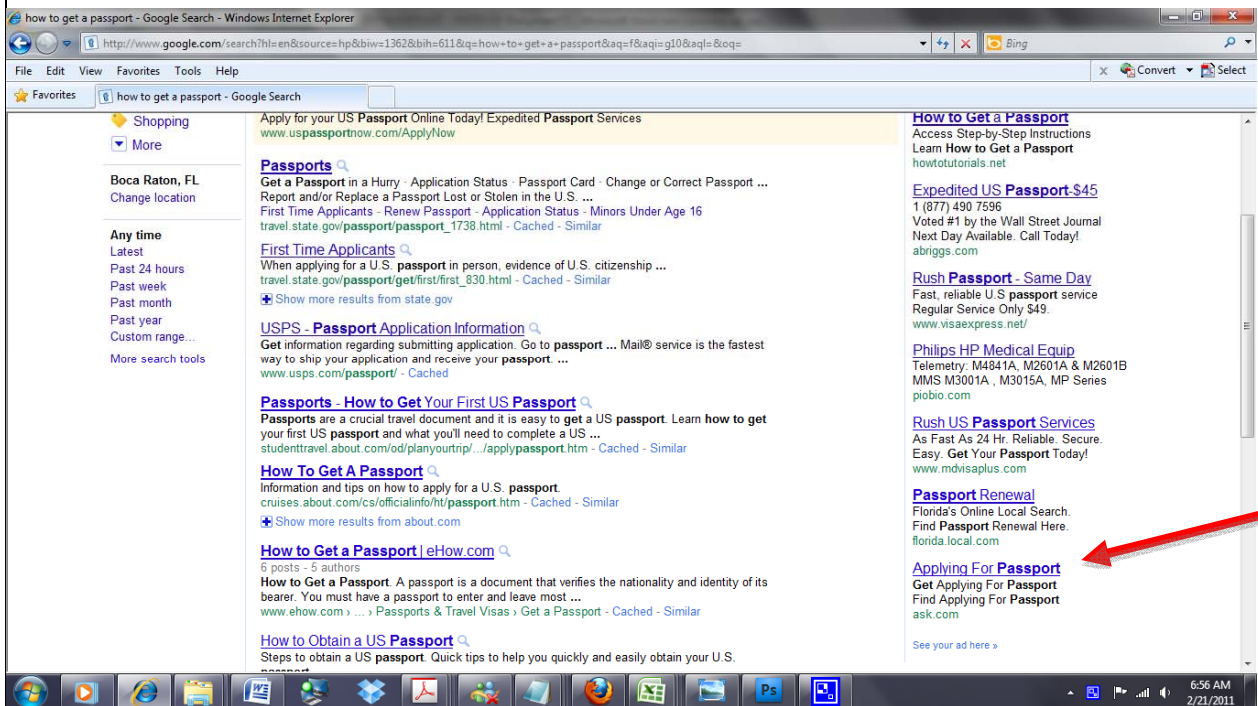 how to get a passport - Google Search - Windows Internet Explorer
http://www.google.com/search?hl=en&source=hp&biw=1362&bih=611&q=how+to+get+a+passport&aq=f&aqi=g10&aql=&oq=
Bing
File Edit View Favorites Tools Help
x Convert Select
Favorites
how to get a passport - Google Search
Shopping
More
Boca Raton, FL
Change location
Any time
Latest
Past 24 hours
Past week
Past month
Past year
Custom range...
More search tools
Apply for your US Passport Online Today! Expedited Passport Services
www.uspassportnow.com/ApplyNow
Passports
Get a Passport in a Hurry · Application Status · Passport Card · Change or Correct Passport ...
Report and/or Replace a Passport Lost or Stolen in the U.S. ...
First Time Applicants - Renew Passport - Application Status - Minors Under Age 16
travel.state.gov/passport/passport_1738.html - Cached - Similar
First Time Applicants
When applying for a U.S. passport in person, evidence of U.S. citizenship ...
travel.state.gov/passport/get/first/first_830.html - Cached - Similar
Show more results from state.gov
USPS - Passport Application Information
Get information regarding submitting application. Go to passport ... Mail® service is the fastest
way to ship your application and receive your passport. ...
www.usps.com/passport/ - Cached
Passports - How to Get Your First US Passport
Passports are a crucial travel document and it is easy to get a US passport. Learn how to get
your first US passport and what you'll need to complete a US ...
studenttravel.about.com/od/planyourtrip/.../applypassport.htm - Cached - Similar
How To Get A Passport
Information and tips on how to apply for a U.S. passport.
cruises.about.com/cs/officialinfo/ht/passport.htm - Cached - Similar
Show more results from about.com
How to Get a Passport | eHow.com
6 posts - 5 authors
How to Get a Passport. A passport is a document that verifies the nationality and identity of its
bearer. You must have a passport to enter and leave most ...
www.ehow.com › ... › Passports & Travel Visas › Get a Passport - Cached - Similar
How to Obtain a US Passport
Steps to obtain a US passport. Quick tips to help you quickly and easily obtain your U.S.
passport
How to Get a Passport
Access Step-by-Step Instructions
Learn How to Get a Passport
howtotutorials.net
Expedited US Passport-$45
1 (877) 490 7596
Voted #1 by the Wall Street Journal
Next Day Available. Call Today!
abriggs.com
Rush Passport - Same Day
Fast, reliable U.S passport service
Regular Service Only $49.
www.visaexpress.net/
Philips HP Medical Equip
Telemetry: M4841A, M2601A & M2601B
MMS M3001A , M3015A, MP Series
piobio.com
Rush US Passport Services
As Fast As 24 Hr. Reliable. Secure.
Easy. Get Your Passport Today!
www.mdvisaplus.com
Passport Renewal
Florida's Online Local Search.
Find Passport Renewal Here.
florida.local.com
Applying For Passport
Get Applying For Passport
Find Applying For Passport
ask.com
See your ad here »
Ps
6:56 AM
2/21/2011